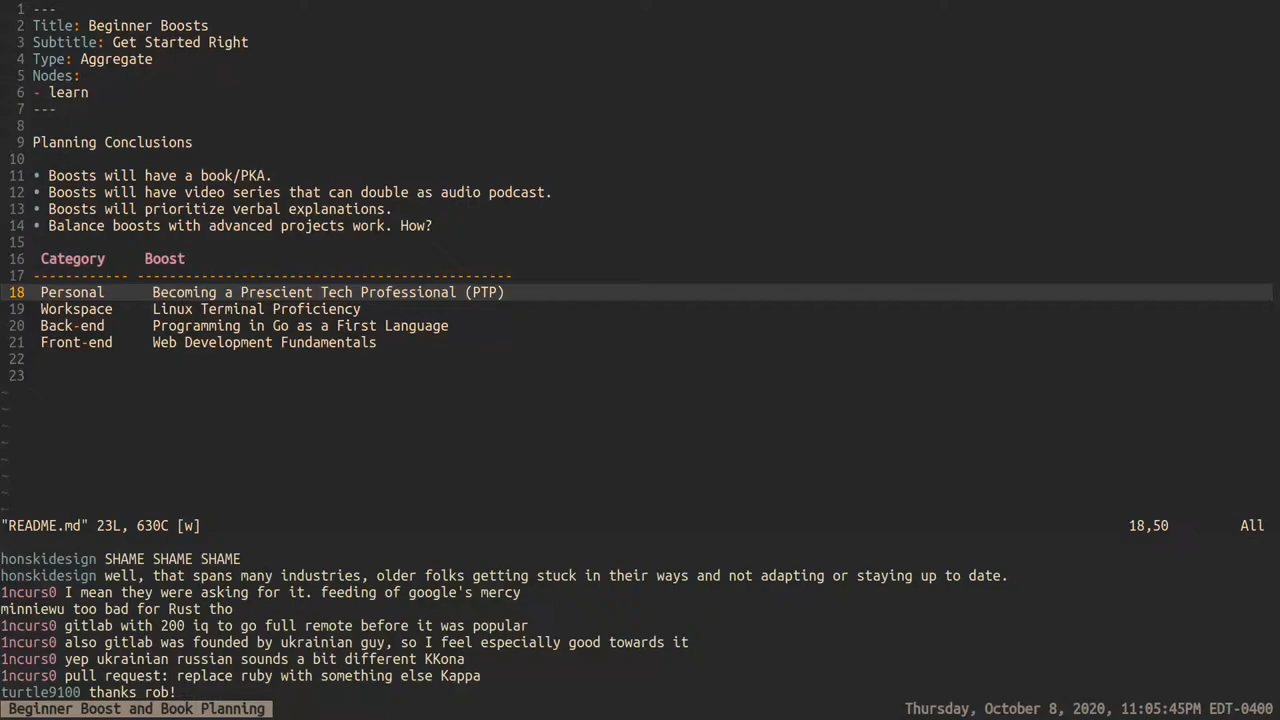 1 ---
2 Title: Beginner Boosts
3 Subtitle: Get Started Right
4 Type: Aggregate
5 Nodes:
6 - learn
7 ---
8
9 Planning Conclusions
10
11 • Boosts will have a book/PKA.
12 • Boosts will have video series that can double as audio podcast.
13 • Boosts will prioritize verbal explanations.
14 • Balance boosts with advanced projects work. How?
15
16 Category Boost
17 ------------ -----------------------------------------------
18 Personal Becoming a Prescient Tech Professional (PTP)
19 Workspace Linux Terminal Proficiency
20 Back-end Programming in Go as a First Language
21 Front-end Web Development Fundamentals
22
23
~
~
~
~
~
~
~
~
"README.md" 23L, 630C [w] 18,50 All
honskidesign SHAME SHAME SHAME
honskidesign well, that spans many industries, older folks getting stuck in their ways and not adapting or staying up to date.
1ncurs0 I mean they were asking for it. feeding of google's mercy
minniewu too bad for Rust tho
1ncurs0 gitlab with 200 iq to go full remote before it was popular
1ncurs0 also gitlab was founded by ukrainian guy, so I feel especially good towards it
1ncurs0 yep ukrainian russian sounds a bit different KKona
1ncurs0 pull request: replace ruby with something else Kappa
turtle9100 thanks rob!
Beginner Boost and Book Planning Thursday, October 8, 2020, 11:05:45PM EDT-0400